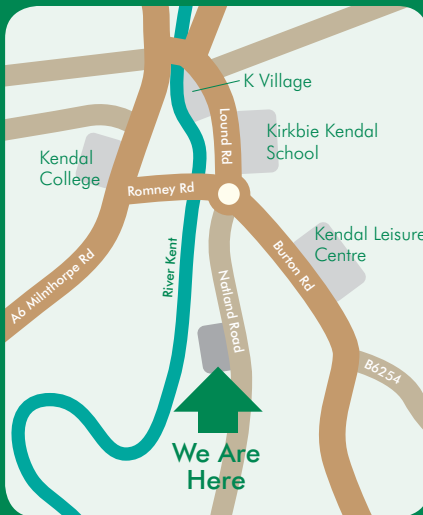 K Village
Lound Rd
Kirkbie Kendal
School
Kendal
College
Romney Rd
Kendal Leisure
Centre
A6 Milnthorpe Rd
River Kent
Natland Road
Burton Rd
B6254
We Are
Here